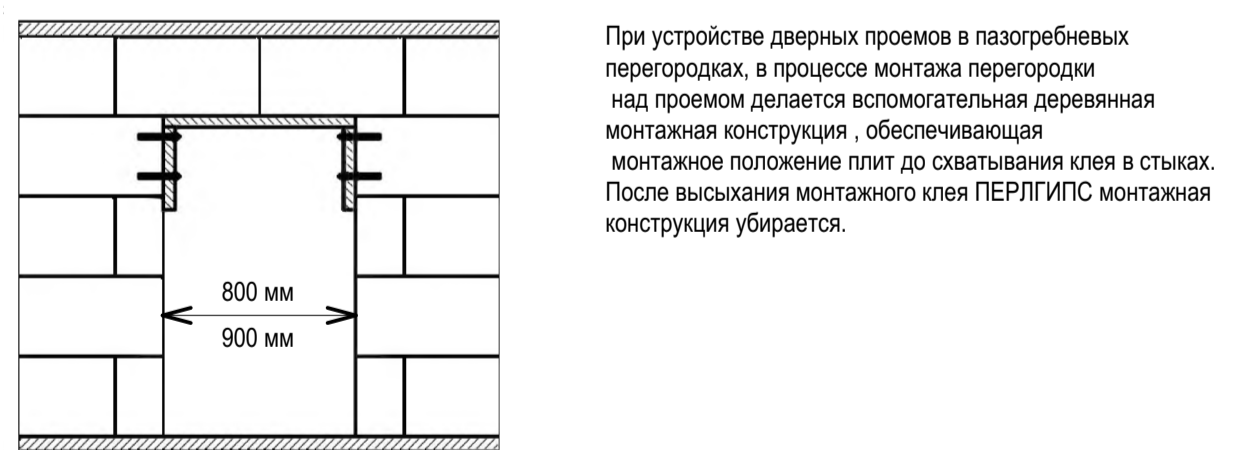 При устройстве дверных проемов в пазогребневых
перегородках, в процессе монтажа перегородки
над проемом делается вспомогательная деревянная
монтажная конструкция , обеспечивающая
монтажное положение плит до схватывания клея в стыках.
После высыхания монтажного клея ПЕРЛГИПС монтажная
конструкция убирается.
800 мм
900 мм